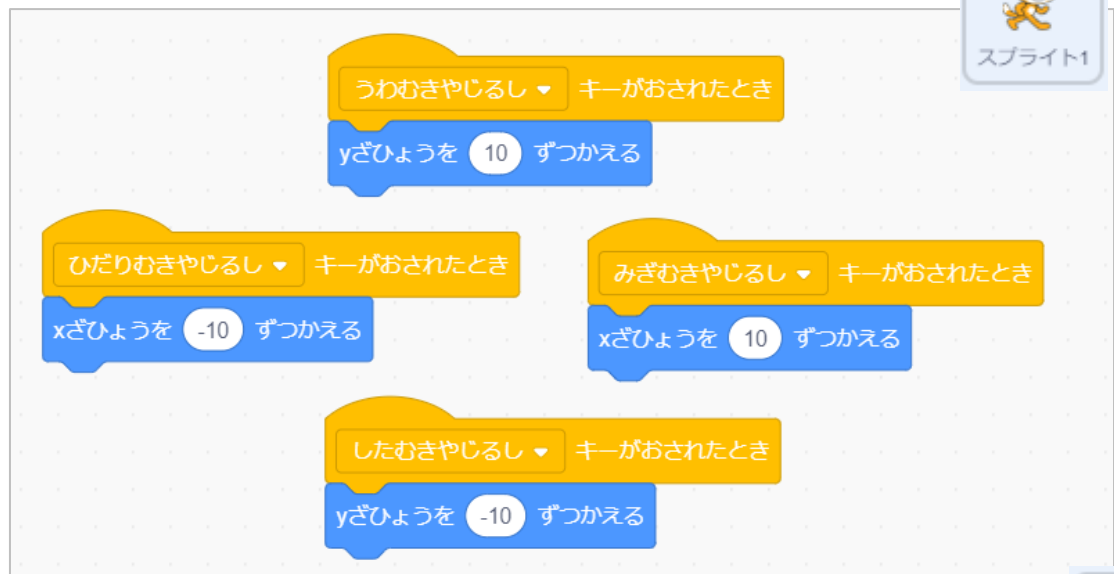 スプライト1
うわむきやじるし キーがおされたとき
yざひょうを 10 ずつかえる
ひだりむきやじるし キーがおされたとき
xざひょうを -10 ずつかえる
みぎむきやじるし キーがおされたとき
xざひょうを 10 ずつかえる
したむきやじるし キーがおされたとき
yざひょうを -10 ずつかえる